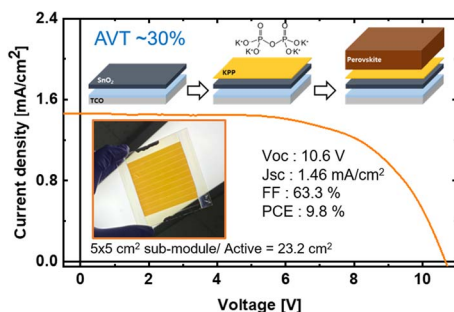 AVT ~30%
O O
K⁺O⁻ P P O⁻K⁺
K⁺O⁻ O O⁻K⁺
SnO₂
TCO
KPP
Perovskite
Current density [mA/cm²]
2.4
1.8
1.2
0.6
0.0
Voc : 10.6 V
Jsc : 1.46 mA/cm²
FF : 63.3 %
PCE : 9.8 %
5x5 cm² sub-module/ Active = 23.2 cm²
0 2 4 6 8 10
Voltage [V]